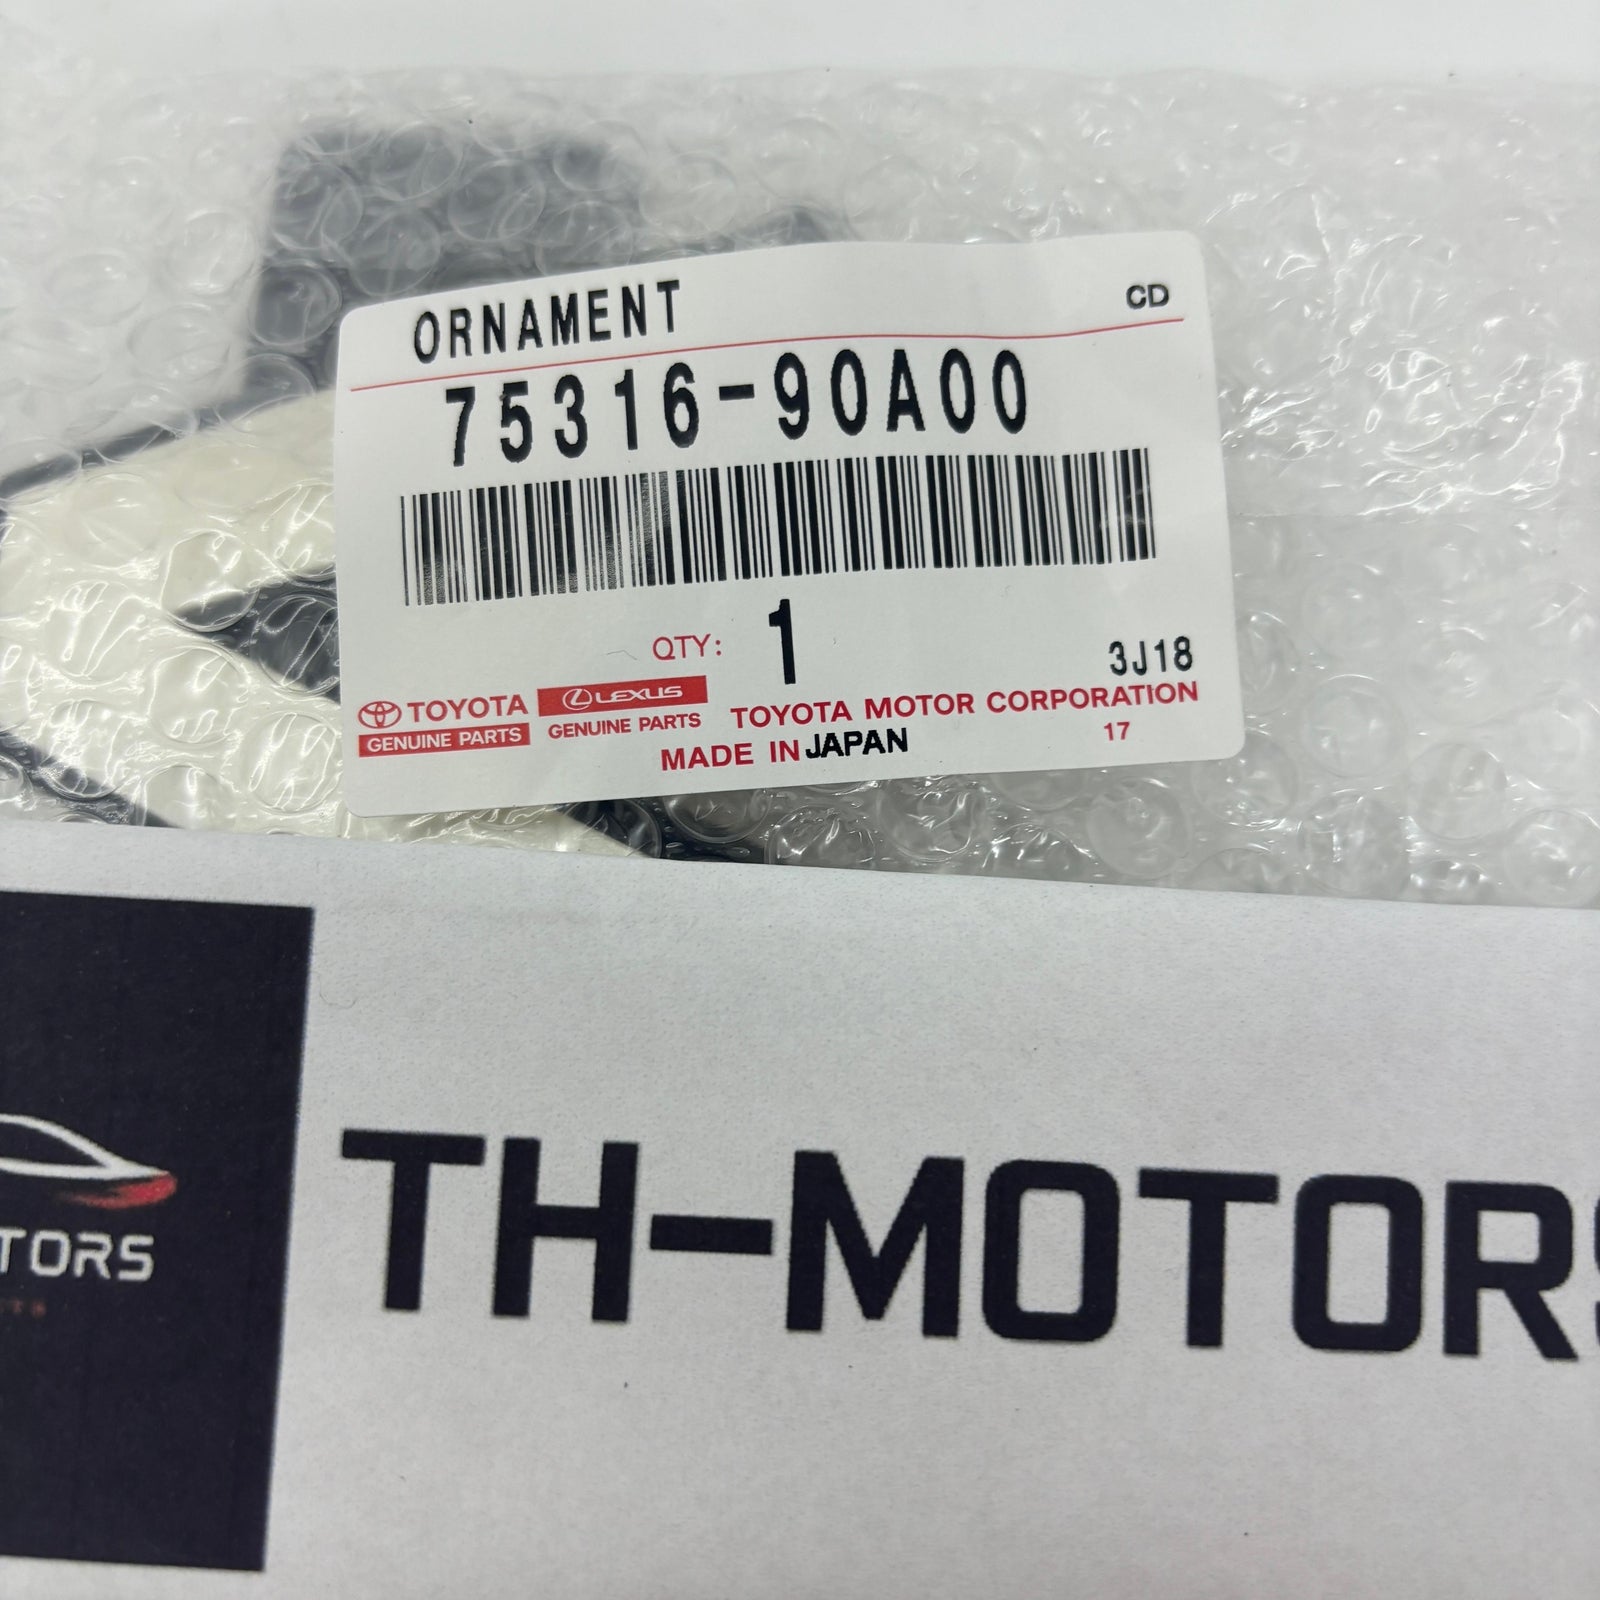 ORNAMENT
CD
75316-90A00
QTY: 1
3J18
TOYOTA
GENUINE PARTS
LEXUS
GENUINE PARTS
TOYOTA MOTOR CORPORATION
MADE IN JAPAN
17
TORS
TH-MOTORS